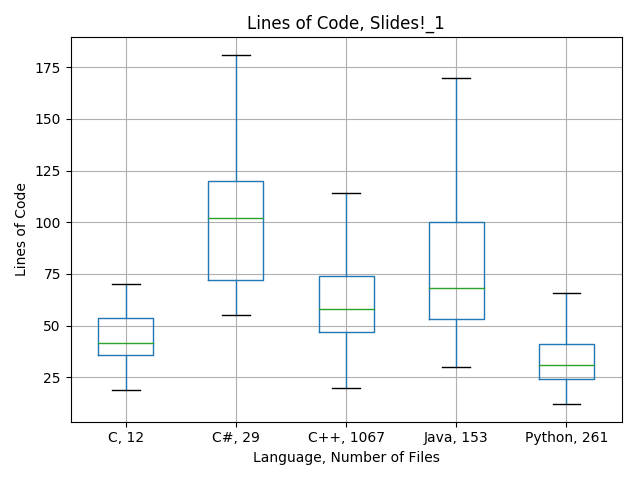 Lines of Code, Slides!_1
175
150
125
100
75
50
25
Lines of Code
C, 12
C#, 29
C++, 1067
Java, 153
Python, 261
Language, Number of Files